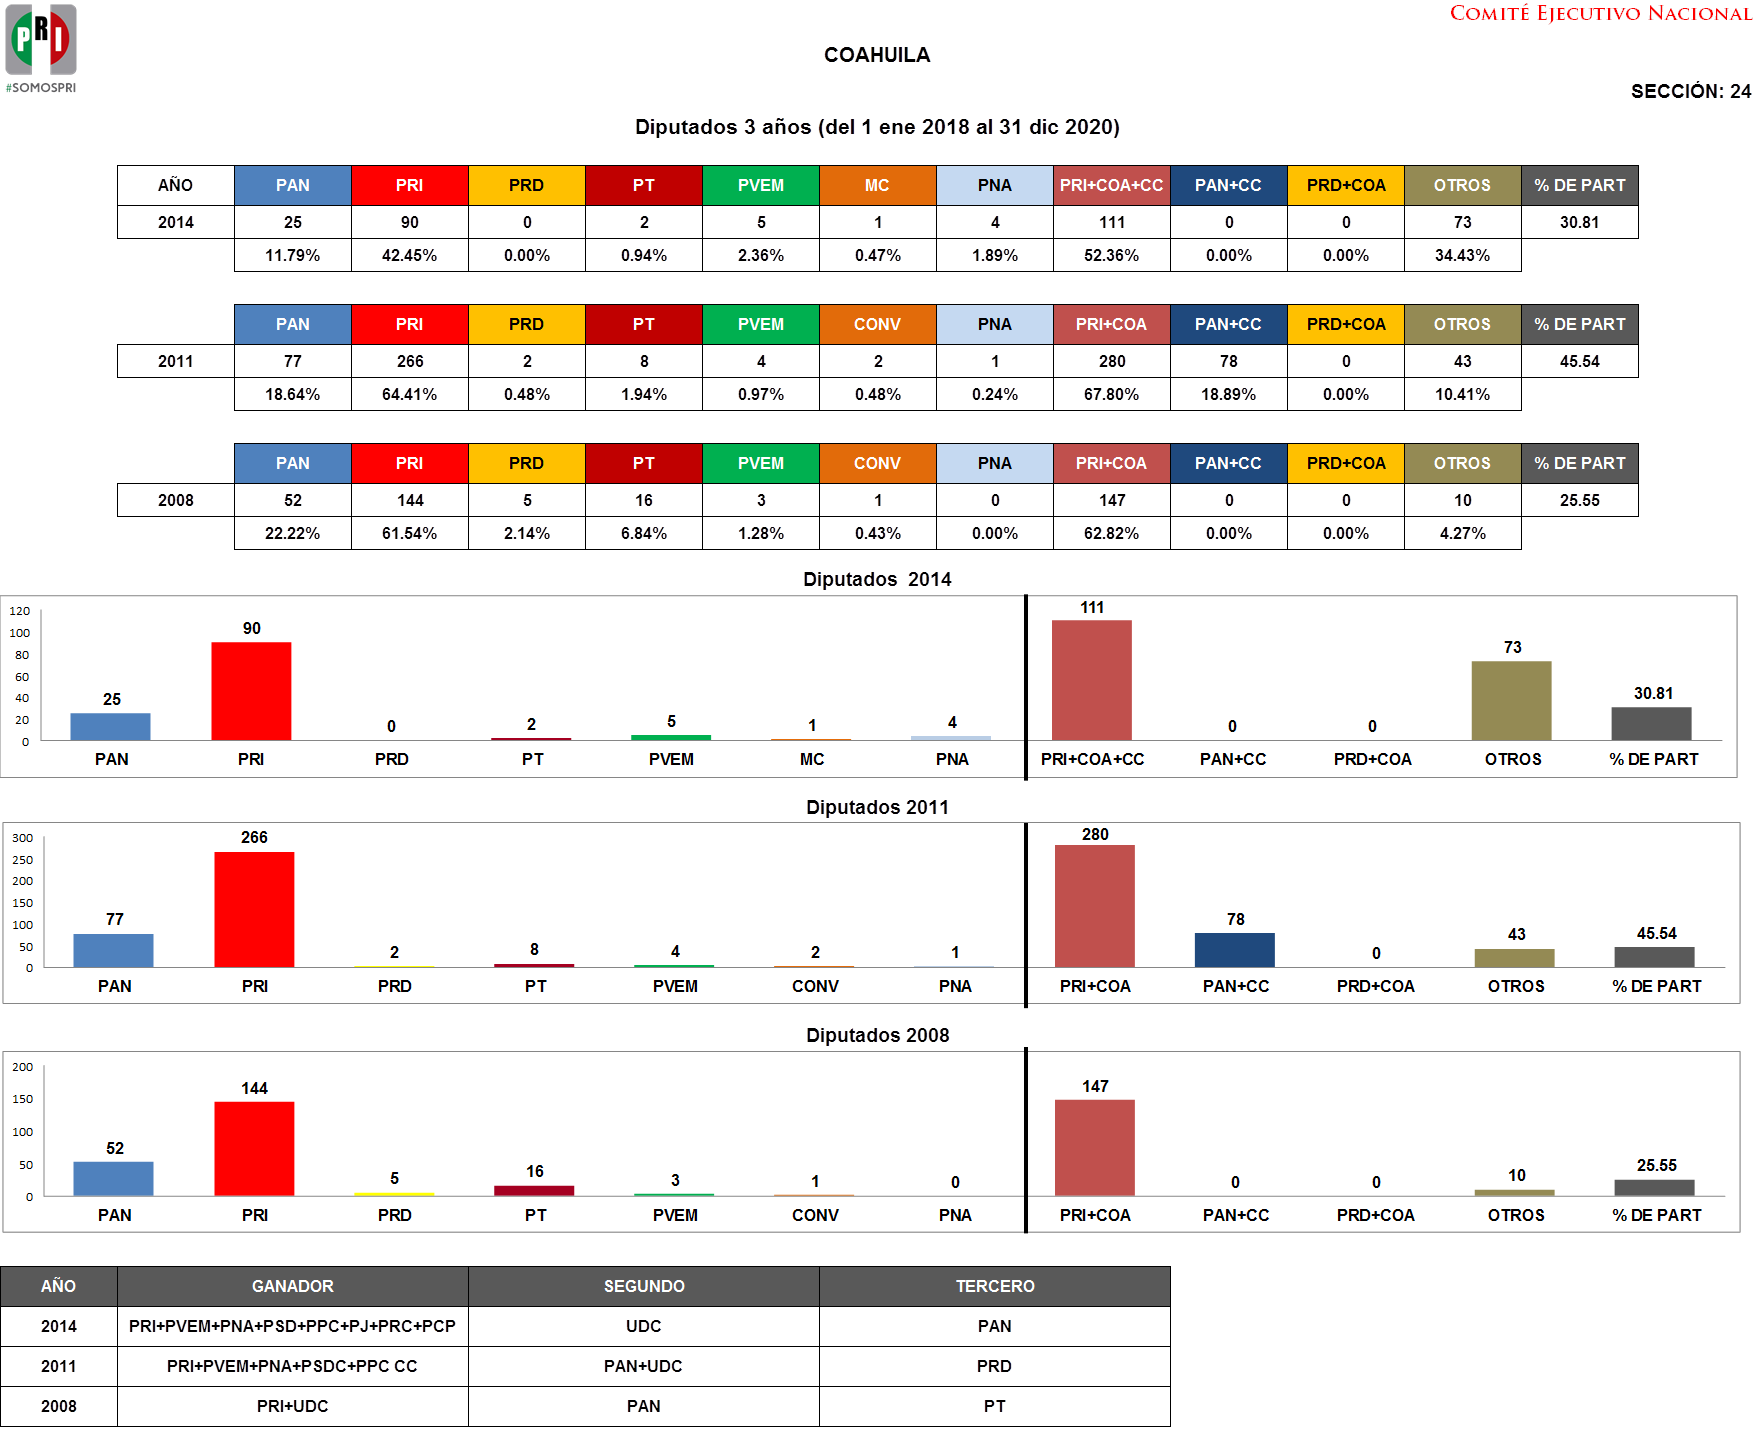 PRI
#SOMOSPRI
COMITÉ EJECUTIVO NACIONAL
COAHUILA
SECCIÓN: 24
Diputados 3 años (del 1 ene 2018 al 31 dic 2020)
AÑO PAN PRI PRD PT PVEM MC PNA PRI+COA+CC PAN+CC PRD+COA OTROS % DE PART
2014 25 90 0 2 5 1 4 111 0 0 73 30.81
11.79% 42.45% 0.00% 0.94% 2.36% 0.47% 1.89% 52.36% 0.00% 0.00% 34.43%
PAN PRI PRD PT PVEM CONV PNA PRI+COA PAN+CC PRD+COA OTROS % DE PART
2011 77 266 2 8 4 2 1 280 78 0 43 45.54
18.64% 64.41% 0.48% 1.94% 0.97% 0.48% 0.24% 67.80% 18.89% 0.00% 10.41%
PAN PRI PRD PT PVEM CONV PNA PRI+COA PAN+CC PRD+COA OTROS % DE PART
2008 52 144 5 16 3 1 0 147 0 0 10 25.55
22.22% 61.54% 2.14% 6.84% 1.28% 0.43% 0.00% 62.82% 0.00% 0.00% 4.27%
Diputados 2014
120
100
80
60
40
20
0
25 90 0 2 5 1 4 111 0 0 73 30.81
PAN PRI PRD PT PVEM MC PNA PRI+COA+CC PAN+CC PRD+COA OTROS % DE PART
Diputados 2011
300
250
200
150
100
50
0
77 266 2 8 4 2 1 280 78 0 43 45.54
PAN PRI PRD PT PVEM CONV PNA PRI+COA PAN+CC PRD+COA OTROS % DE PART
Diputados 2008
200
150
100
50
0
52 144 5 16 3 1 0 147 0 0 10 25.55
PAN PRI PRD PT PVEM CONV PNA PRI+COA PAN+CC PRD+COA OTROS % DE PART
AÑO GANADOR SEGUNDO TERCERO
2014 PRI+PVEM+PNA+PSD+PPC+PJ+PRC+PCP UDC PAN
2011 PRI+PVEM+PNA+PSDC+PPC CC PAN+UDC PRD
2008 PRI+UDC PAN PT